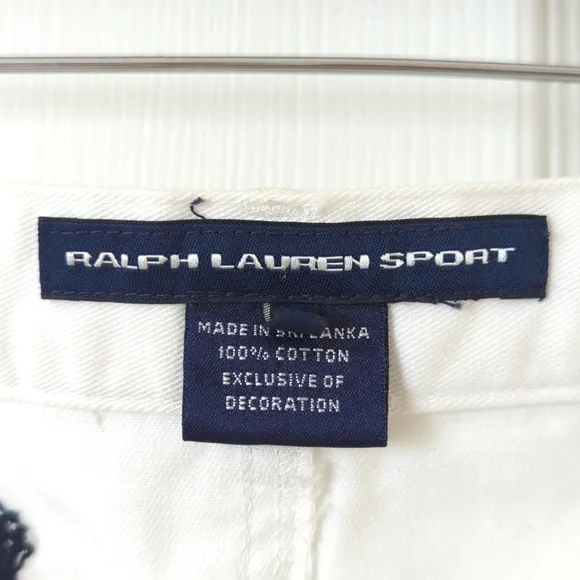 RALPH LAUREN SPORT
MADE IN SRI LANKA
100% COTTON
EXCLUSIVE OF
DECORATION